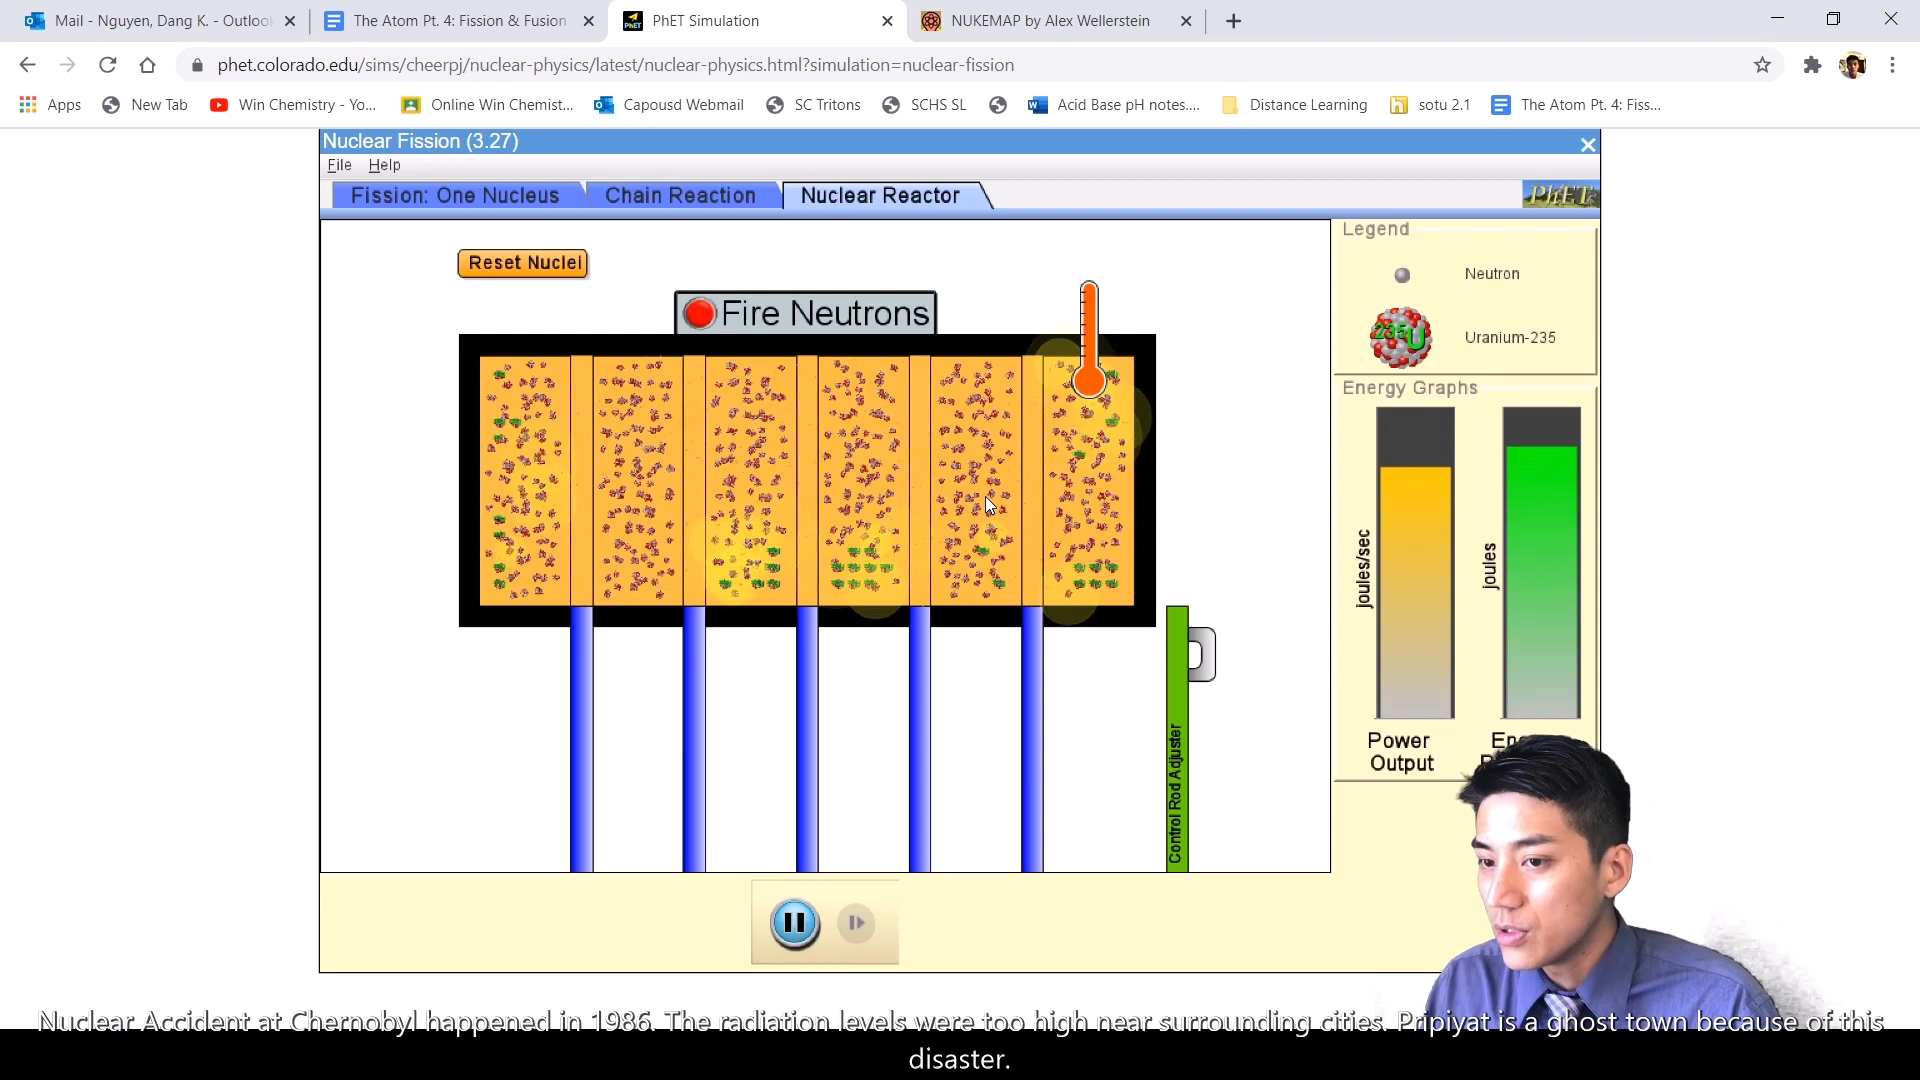 Mail - Nguyen, Dang K. - Outloo
The Atom Pt. 4: Fission & Fusion
PhET Simulation
NUKEMAP by Alex Wellerstein
phet.colorado.edu/sims/cheerpj/nuclear-physics/latest/nuclear-physics.html?simulation=nuclear-fission
Apps
New Tab
Win Chemistry - Yo...
Online Win Chemist...
Capousd Webmail
SC Tritons
SCHS SL
Acid Base pH notes....
Distance Learning
sotu 2.1
The Atom Pt. 4: Fiss...
Nuclear Fission (3.27)
File Help
Fission: One Nucleus
Chain Reaction
Nuclear Reactor
PhET
Reset Nuclei
Fire Neutrons
Control Rod Adjuster
Legend
Neutron
235U
Uranium-235
Energy Graphs
joules/sec
joules
Power
Output
Nuclear Accident at Chernobyl happened in 1986. The radiation levels were too high near surrounding cities. Pripiyat is a ghost town because of this
disaster.